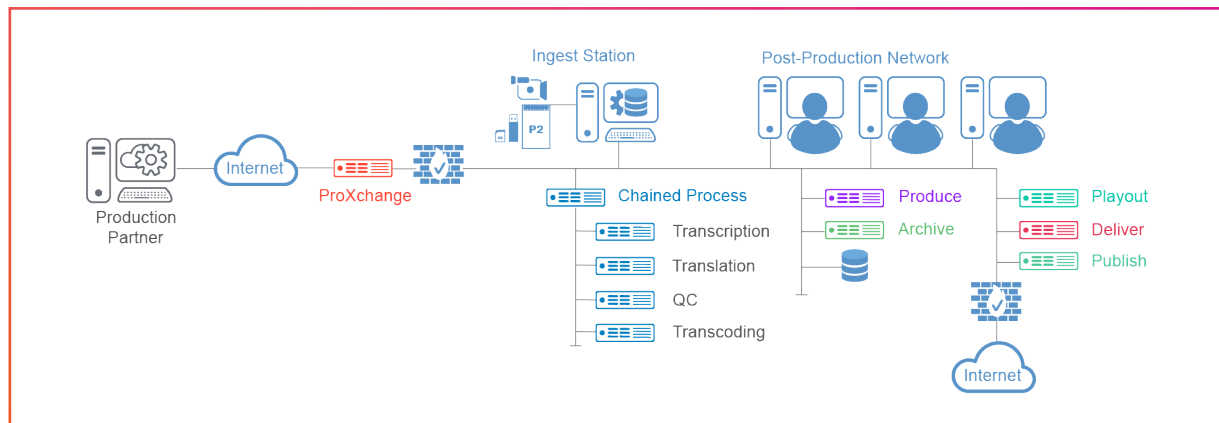 Ingest Station
Post-Production Network
P2
Internet
ProXchange
Production
Partner
Chained Process
Transcription
Translation
QC
Transcoding
Produce
Archive
Playout
Deliver
Publish
Internet